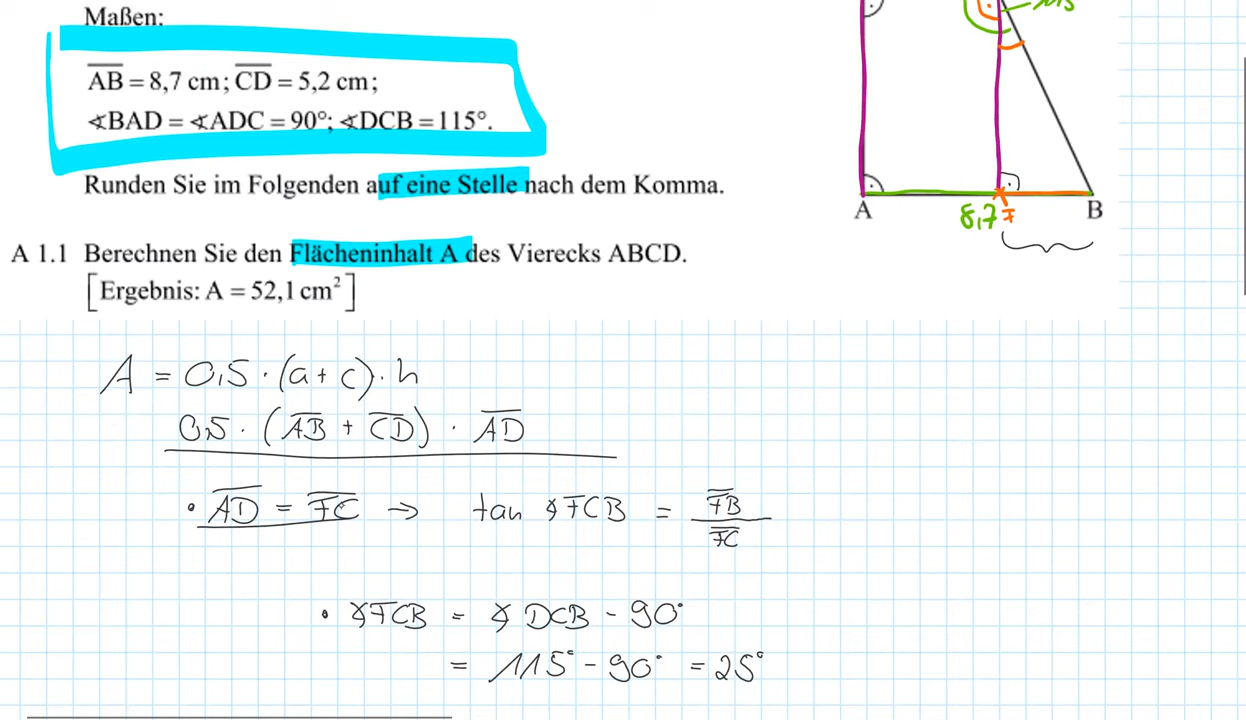 Maßen:
AB = 8,7 cm; CD = 5,2 cm;
∢BAD = ∢ADC = 90°; ∢DCB = 115°.
Runden Sie im Folgenden auf eine Stelle nach dem Komma.
A B
8,7 F
A 1.1 Berechnen Sie den Flächeninhalt A des Vierecks ABCD.
[Ergebnis: A = 52,1 cm²]
A = 0,5 · (a + c) · h
0,5 · (AB + CD) · AD
• AD = FC → tan ∢FCB = FB / FC
• ∢FCB = ∢DCB - 90°
= 115° - 90° = 25°